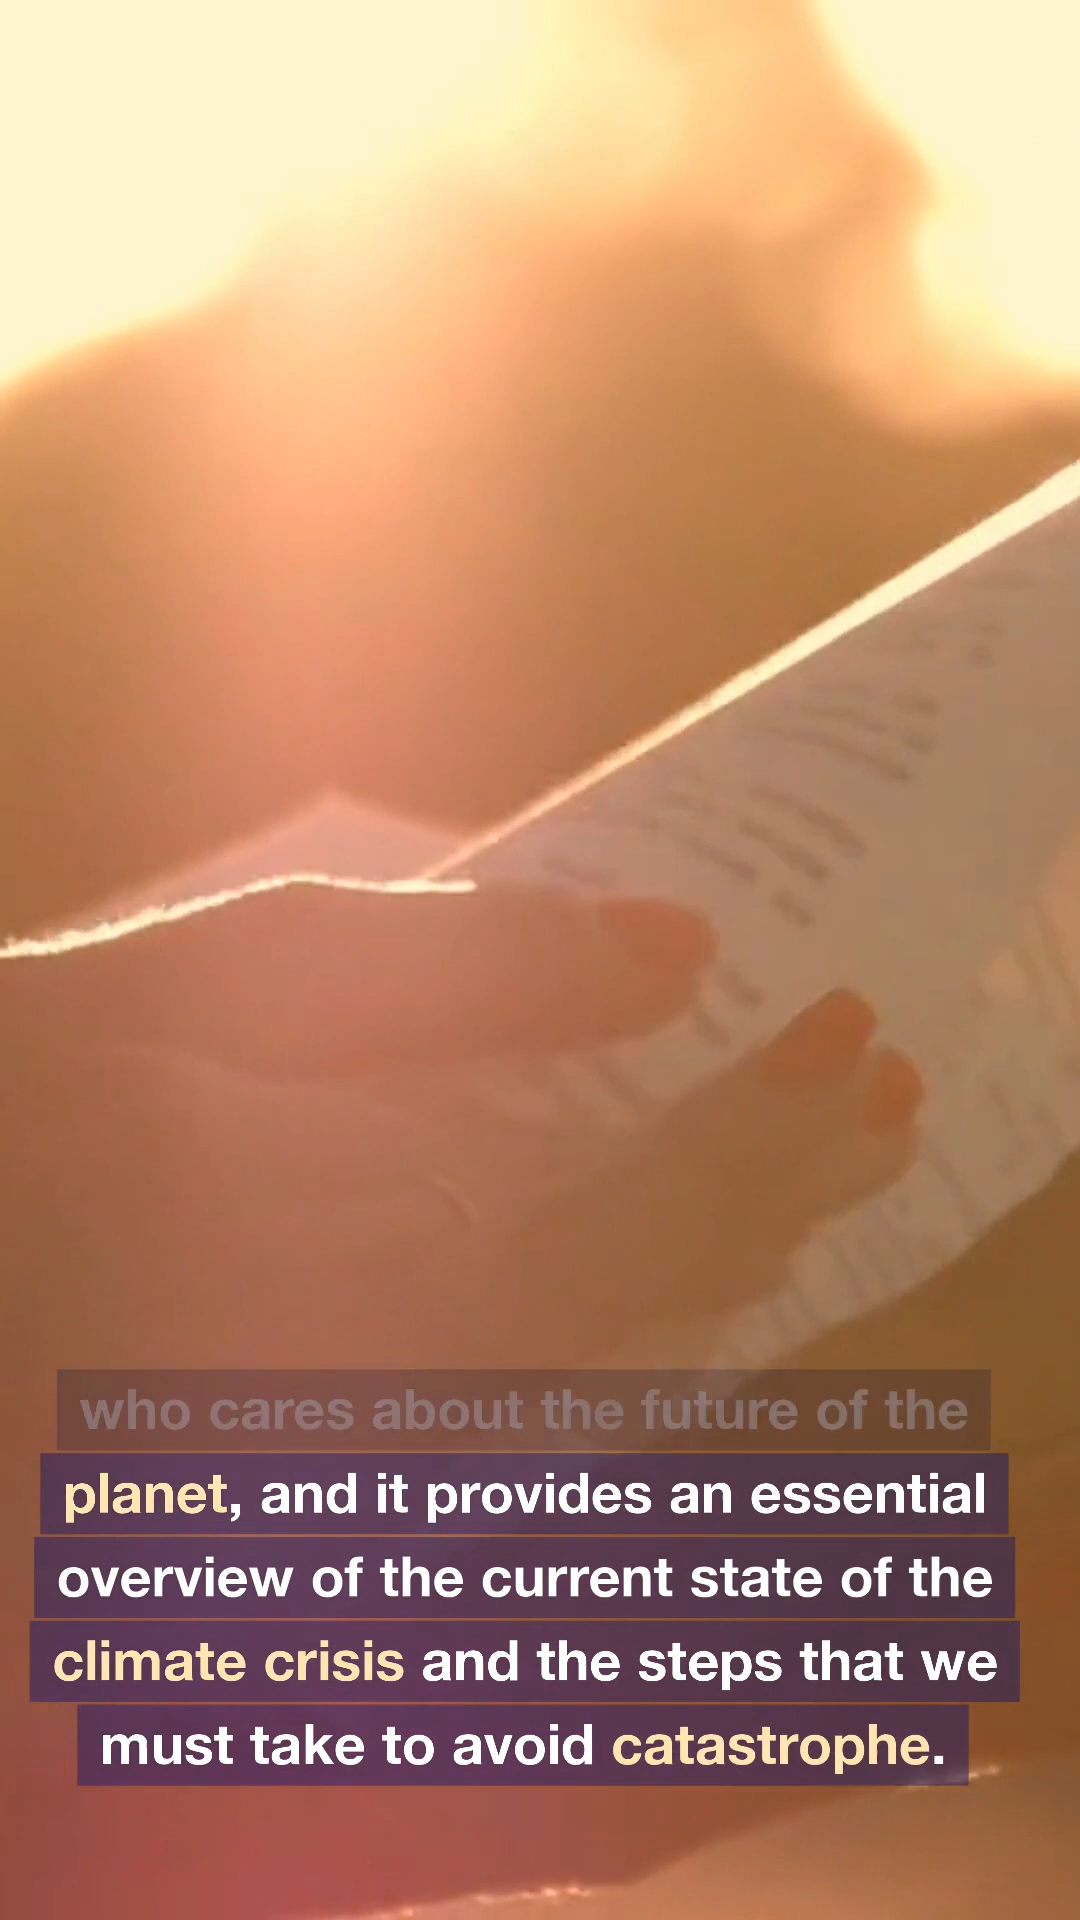 who cares about the future of the
planet, and it provides an essential
overview of the current state of the
climate crisis and the steps that we
must take to avoid catastrophe.